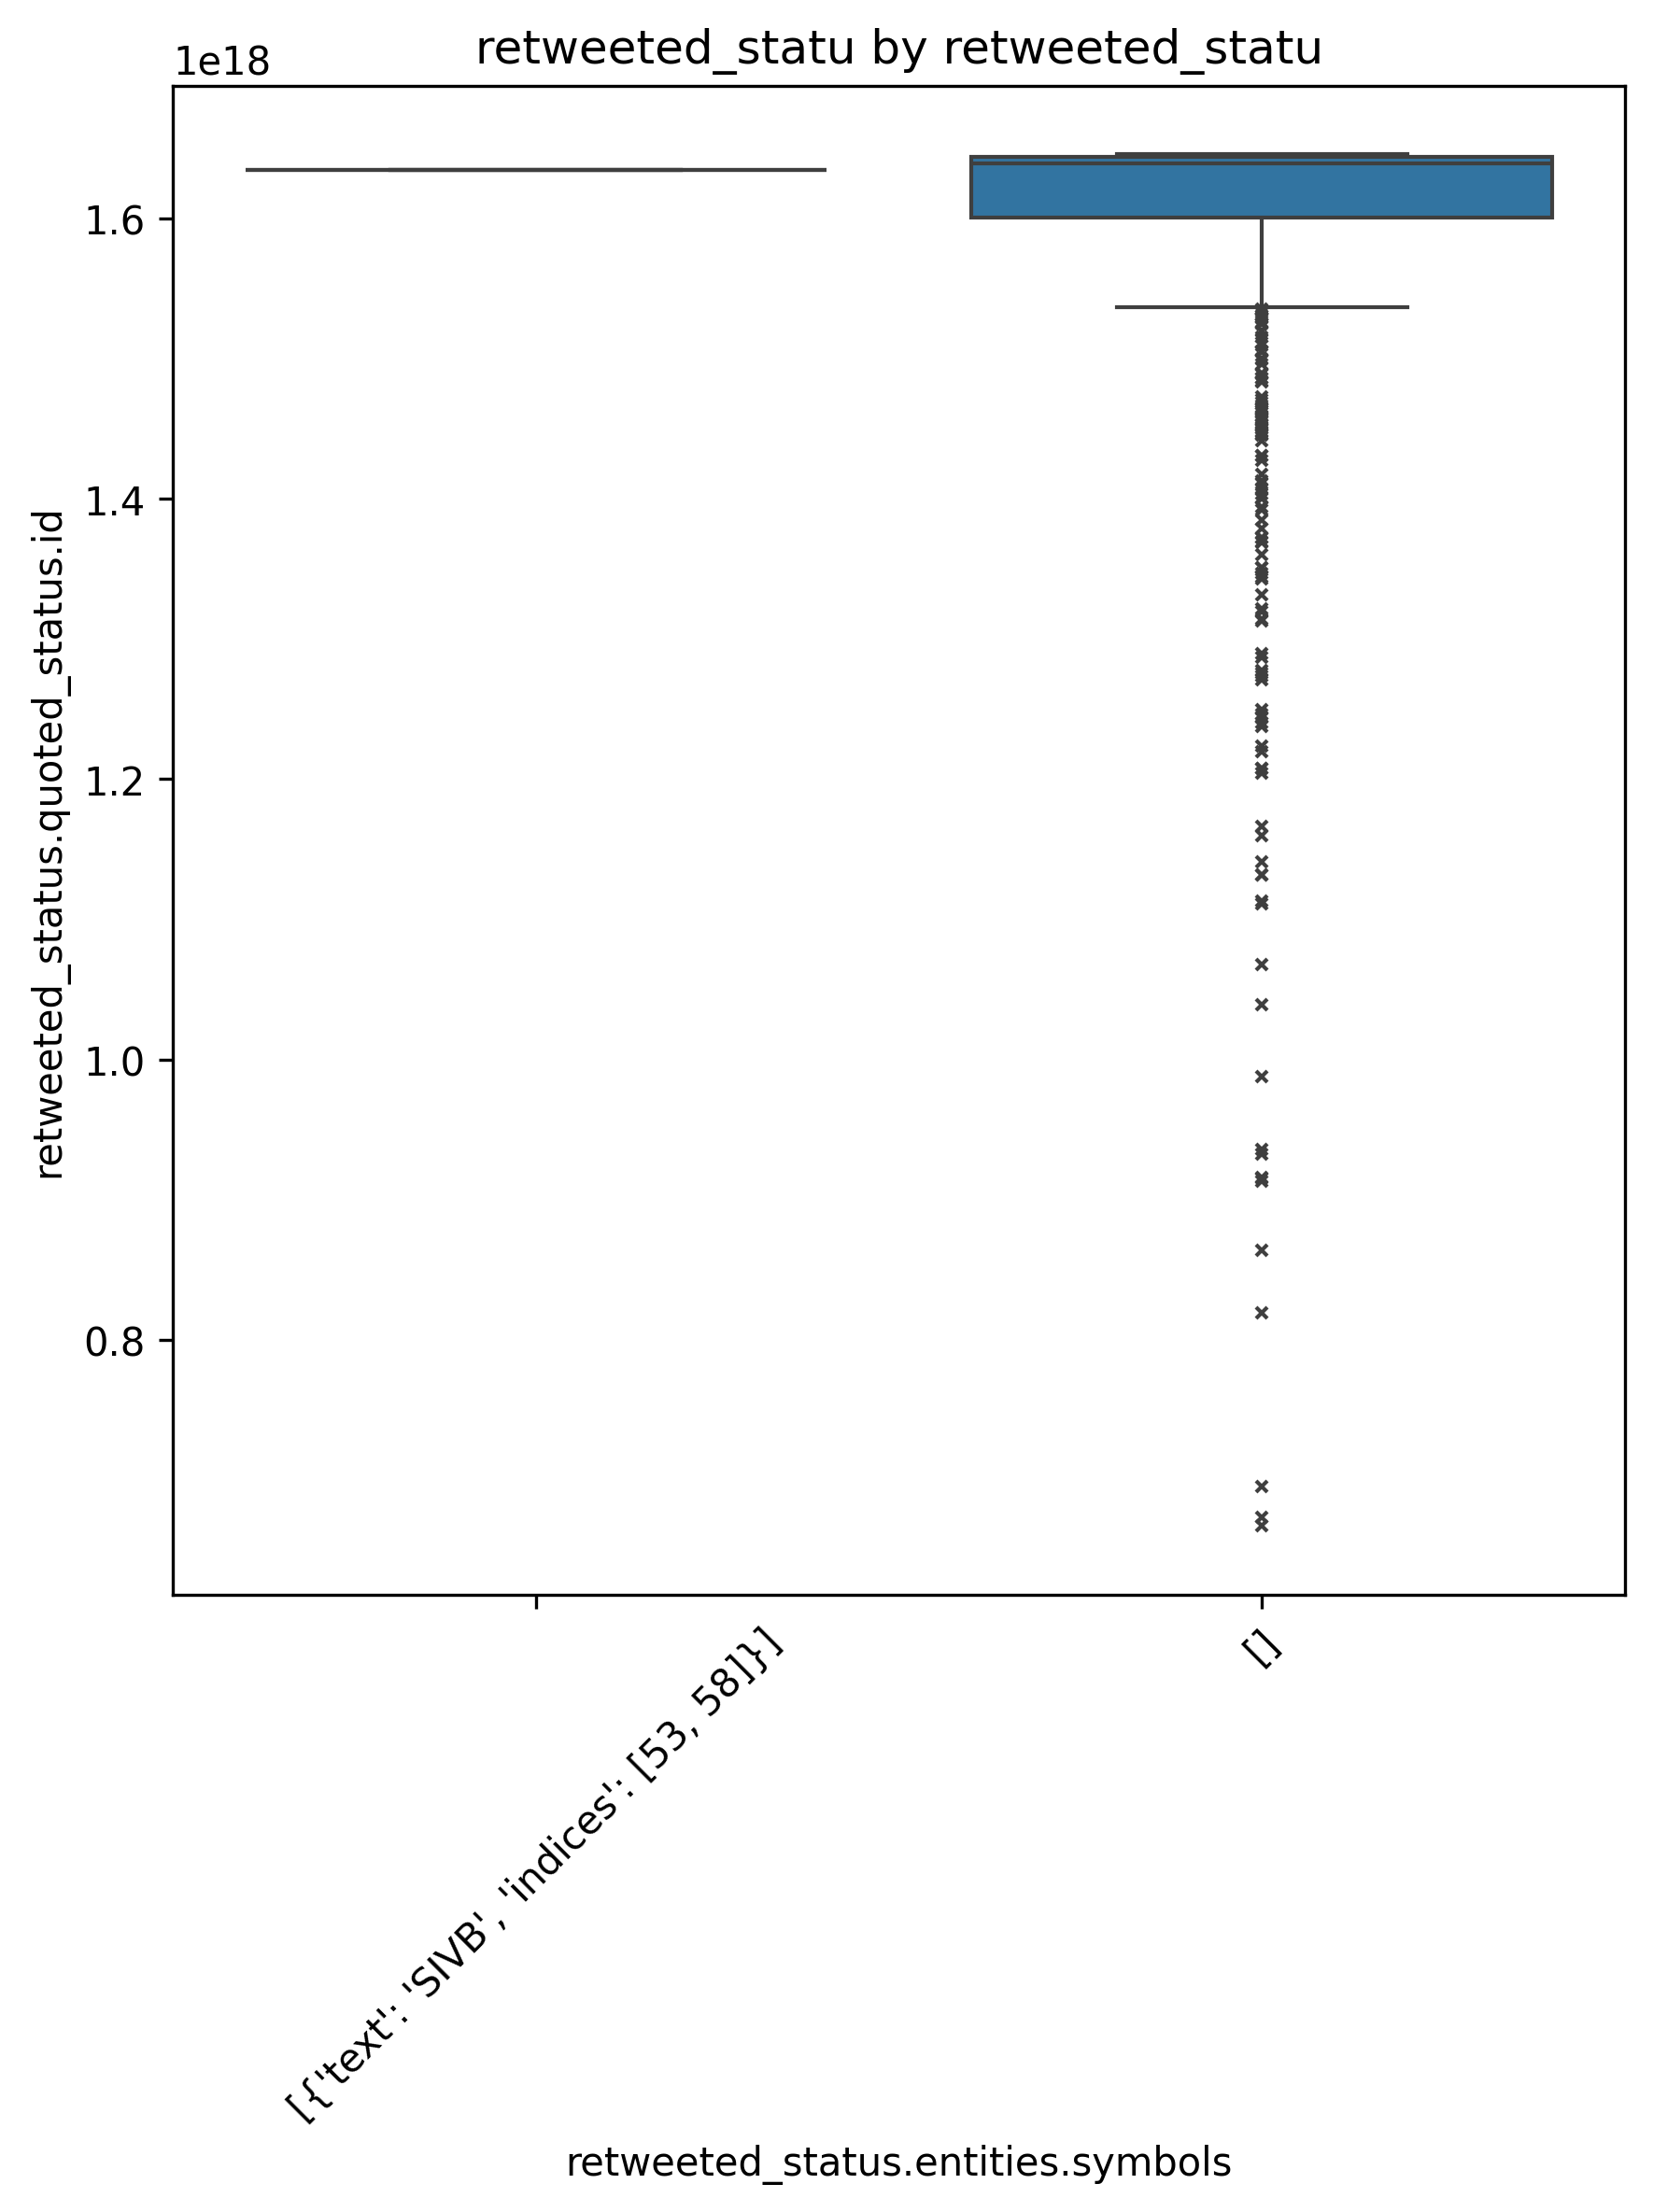 retweeted_statu by retweeted_statu
1e18
1.6
1.4
1.2
1.0
0.8
retweeted_status.quoted_status.id
[{'text': 'SIVB', 'indices': [53, 58]}]
[]
retweeted_status.entities.symbols